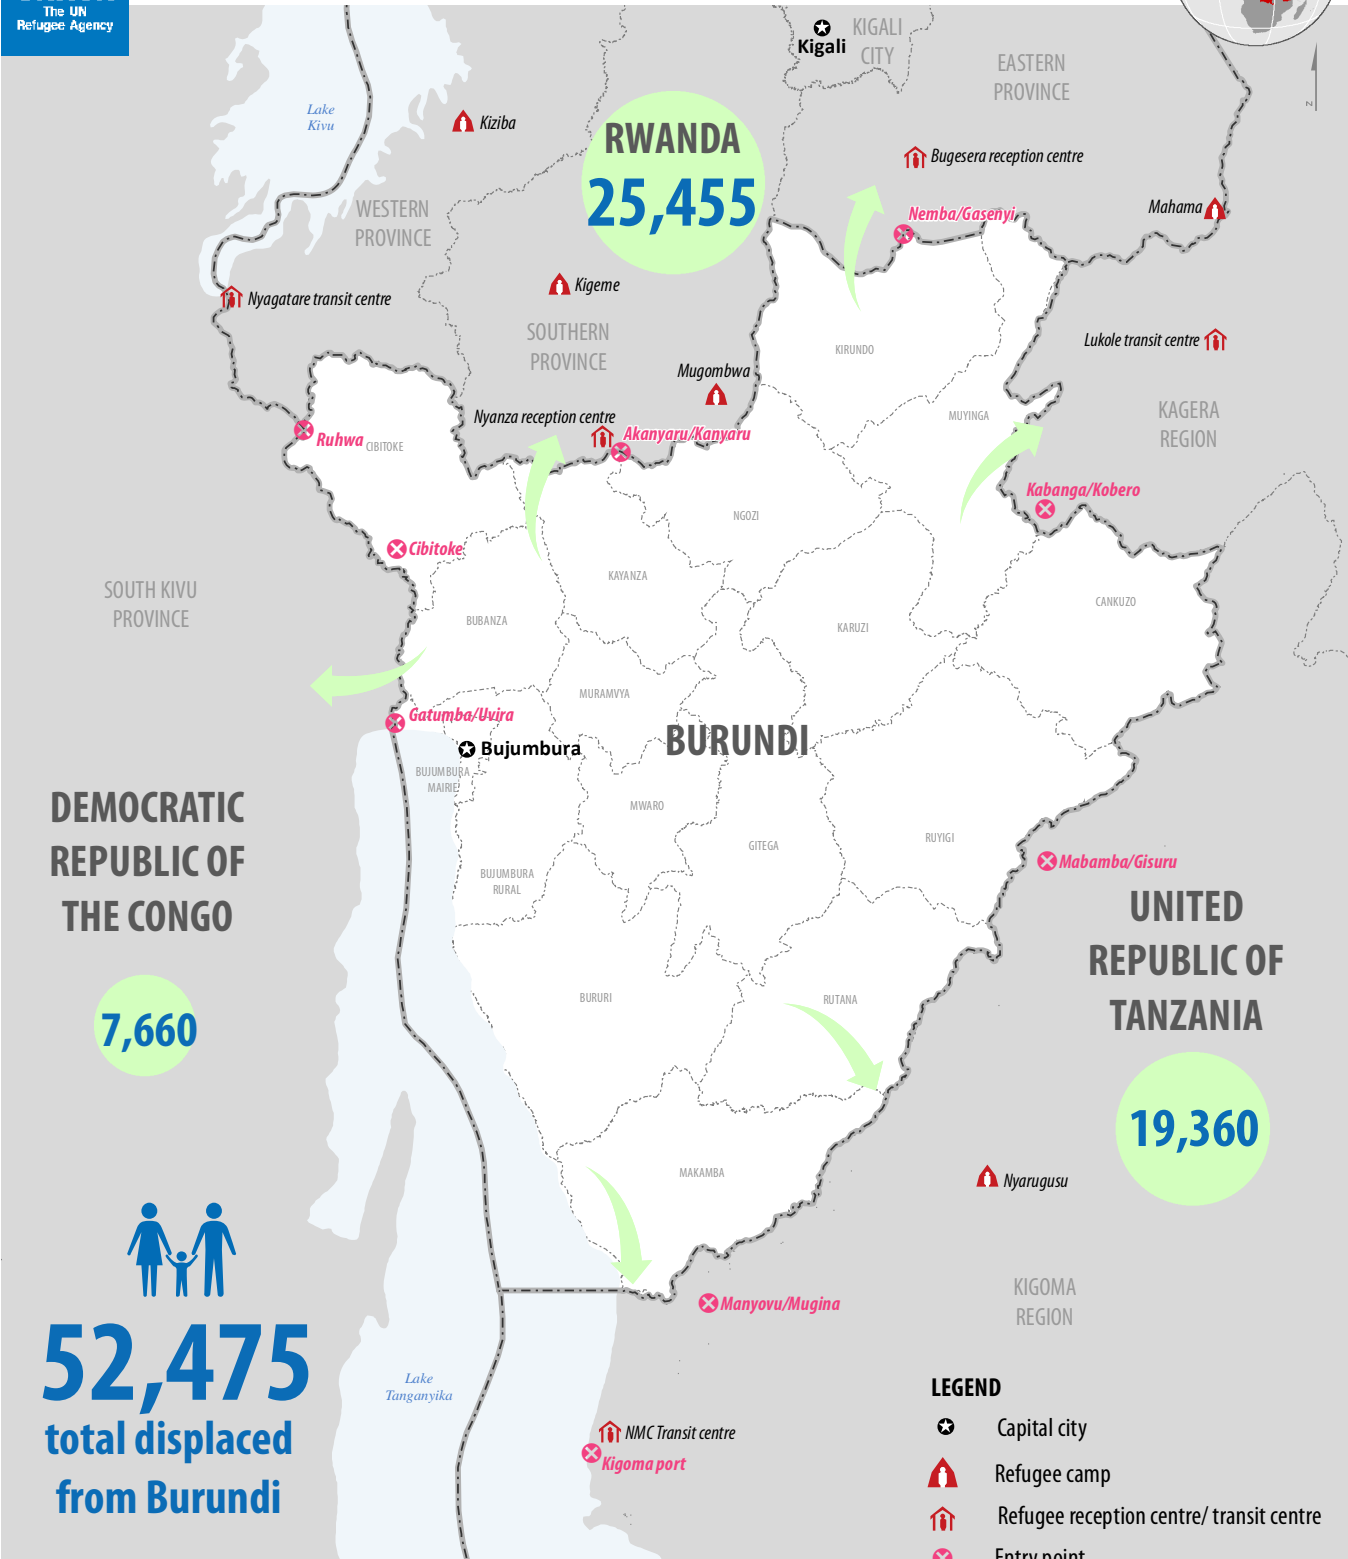 The UN
Refugee Agency
Kigali
KIGALI
CITY
EASTERN
PROVINCE
N
Lake
Kivu
Kiziba
RWANDA
25,455
Bugesera reception centre
WESTERN
PROVINCE
Nemba/Gasenyi
Mahama
Nyagatare transit centre
Kigeme
SOUTHERN
PROVINCE
KIRUNDO
Lukole transit centre
Mugombwa
Nyanza reception centre
Akanyaru/Kanyaru
MUYINGA
KAGERA
REGION
Ruhwa
CIBITOKE
Kabanga/Kobero
NGOZI
Cibitoke
KAYANZA
SOUTH KIVU
PROVINCE
CANKUZO
BUBANZA
KARUZI
MURAMVYA
Gatumba/Uvira
BURUNDI
Bujumbura
BUJUMBURA
MAIRIE
MWARO
DEMOCRATIC
REPUBLIC OF
THE CONGO
RUYIGI
GITEGA
Mabamba/Gisuru
BUJUMBURA
RURAL
UNITED
REPUBLIC OF
TANZANIA
BURURI
RUTANA
7,660
19,360
MAKAMBA
Nyarugusu
KIGOMA
REGION
Manyovu/Mugina
52,475
total displaced
from Burundi
Lake
Tanganyika
NMC Transit centre
Kigoma port
LEGEND
Capital city
Refugee camp
Refugee reception centre/ transit centre
Entry point